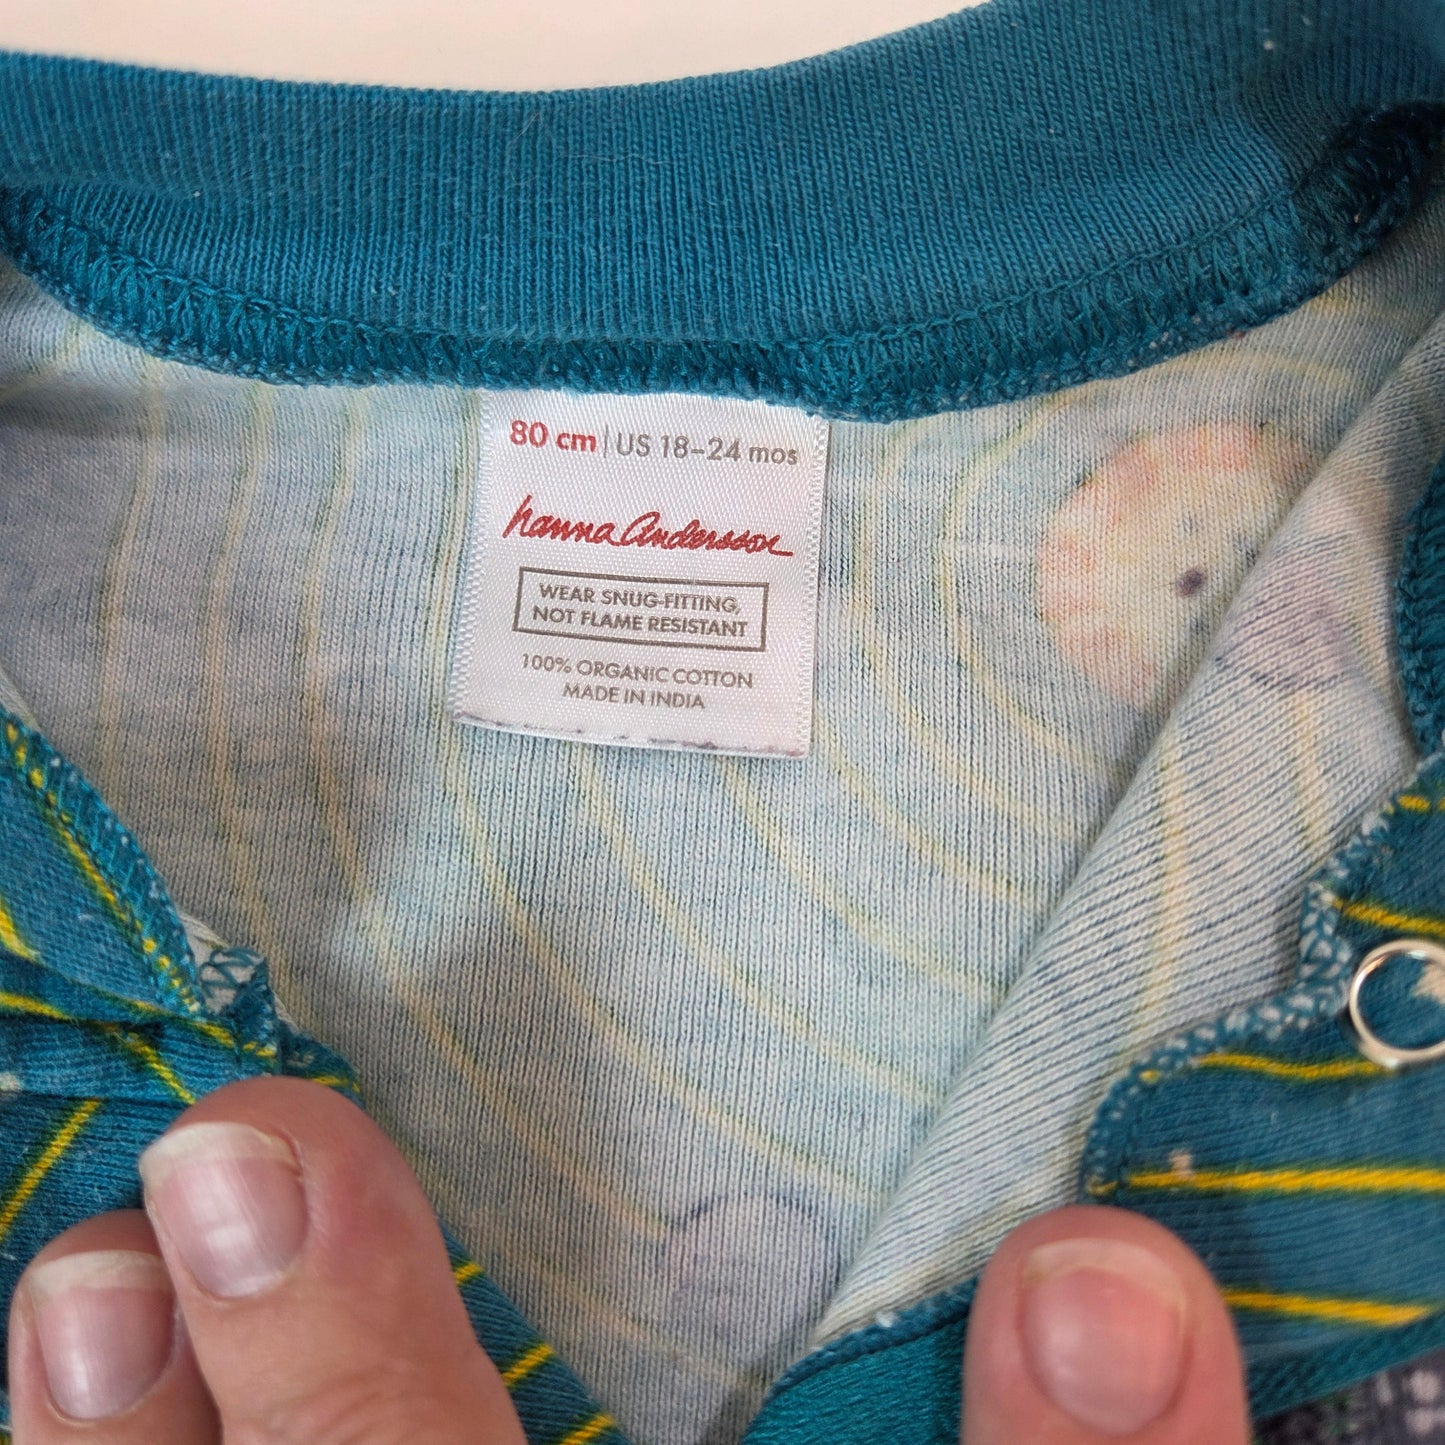 80 cm | US 18-24 mos
hanna andersson
WEAR SNUG-FITTING,
NOT FLAME RESISTANT
100% ORGANIC COTTON
MADE IN INDIA